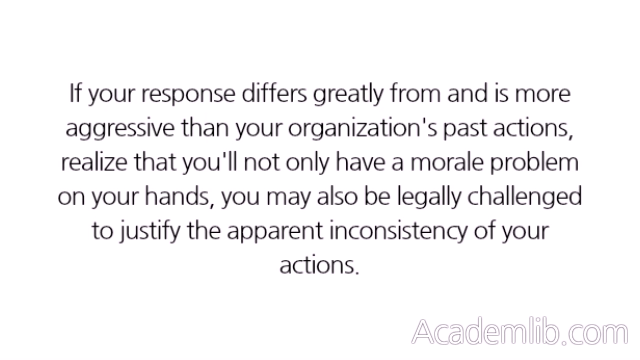 If your response differs greatly from and is more
aggressive than your organization's past actions,
realize that you'll not only have a morale problem
on your hands, you may also be legally challenged
to justify the apparent inconsistency of your
actions.
Academlib.com